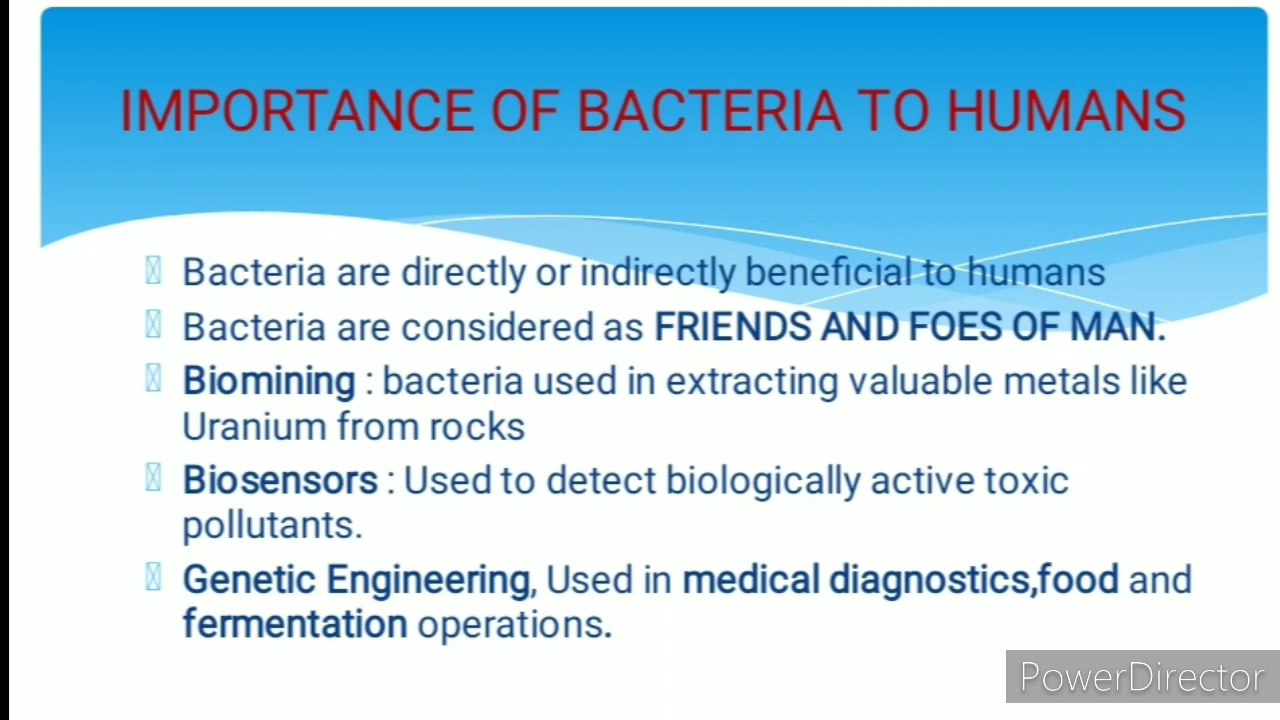 IMPORTANCE OF BACTERIA TO HUMANS
Bacteria are directly or indirectly beneficial to humans
Bacteria are considered as FRIENDS AND FOES OF MAN.
Biomining : bacteria used in extracting valuable metals like
Uranium from rocks
Biosensors : Used to detect biologically active toxic
pollutants.
Genetic Engineering, Used in medical diagnostics,food and
fermentation operations.
PowerDirector